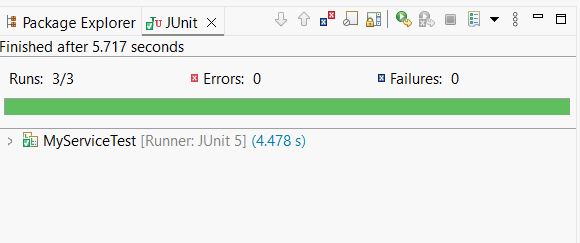 Package Explorer JUnit
Finished after 5.717 seconds
Runs: 3/3 Errors: 0 Failures: 0
MyServiceTest [Runner: JUnit 5] (4.478 s)